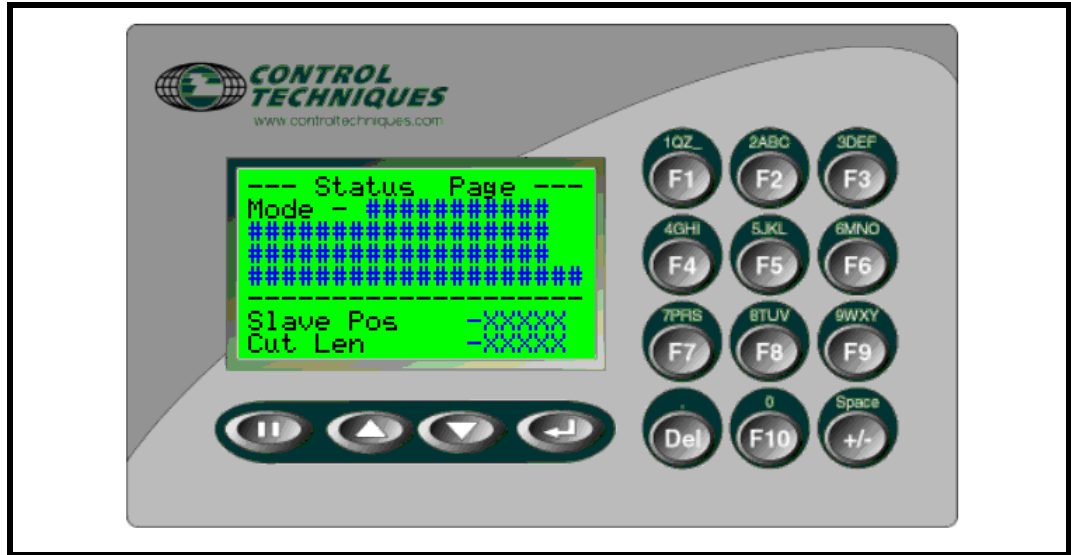 CONTROL
TECHNIQUES
www.controltechniques.com
--- Status  Page ---
Mode - ###########
##################
##################
####################
--------------------
Slave Pos    -XXXXX
Cut Len      -XXXXX
1QZ_ 2ABC 3DEF
F1 F2 F3
4GHI 5JKL 6MNO
F4 F5 F6
7PRS 8TUV 9WXY
F7 F8 F9
. 0 Space
Del F10 +/-